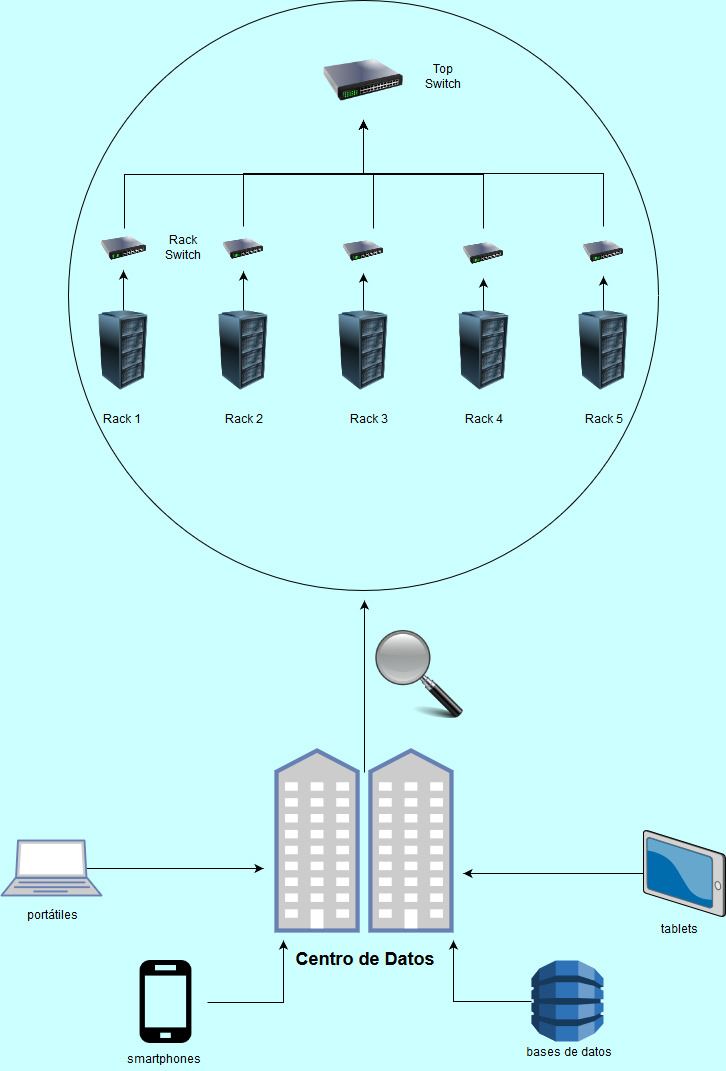 Top
Switch
Rack
Switch
Rack 1
Rack 2
Rack 3
Rack 4
Rack 5
portátiles
tablets
Centro de Datos
smartphones
bases de datos